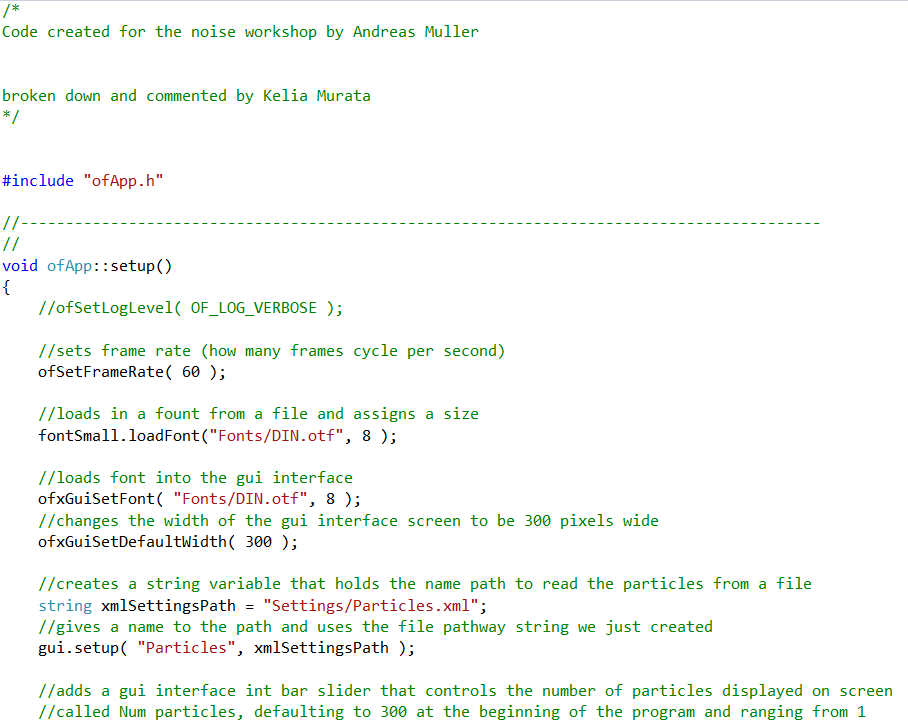 /*
Code created for the noise workshop by Andreas Muller
broken down and commented by Kelia Murata
*/
#include "ofApp.h"
//-----------------------------------------------------------------------------------------
//
void ofApp::setup()
{
//ofSetLogLevel( OF_LOG_VERBOSE );
//sets frame rate (how many frames cycle per second)
ofSetFrameRate( 60 );
//loads in a fount from a file and assigns a size
fontSmall.loadFont("Fonts/DIN.otf", 8 );
//loads font into the gui interface
ofxGuiSetFont( "Fonts/DIN.otf", 8 );
//changes the width of the gui interface screen to be 300 pixels wide
ofxGuiSetDefaultWidth( 300 );
//creates a string variable that holds the name path to read the particles from a file
string xmlSettingsPath = "Settings/Particles.xml";
//gives a name to the path and uses the file pathway string we just created
gui.setup( "Particles", xmlSettingsPath );
//adds a gui interface int bar slider that controls the number of particles displayed on screen
//called Num particles, defaulting to 300 at the beginning of the program and ranging from 1